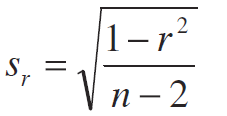 s_r = √((1 − r²)/(n − 2))